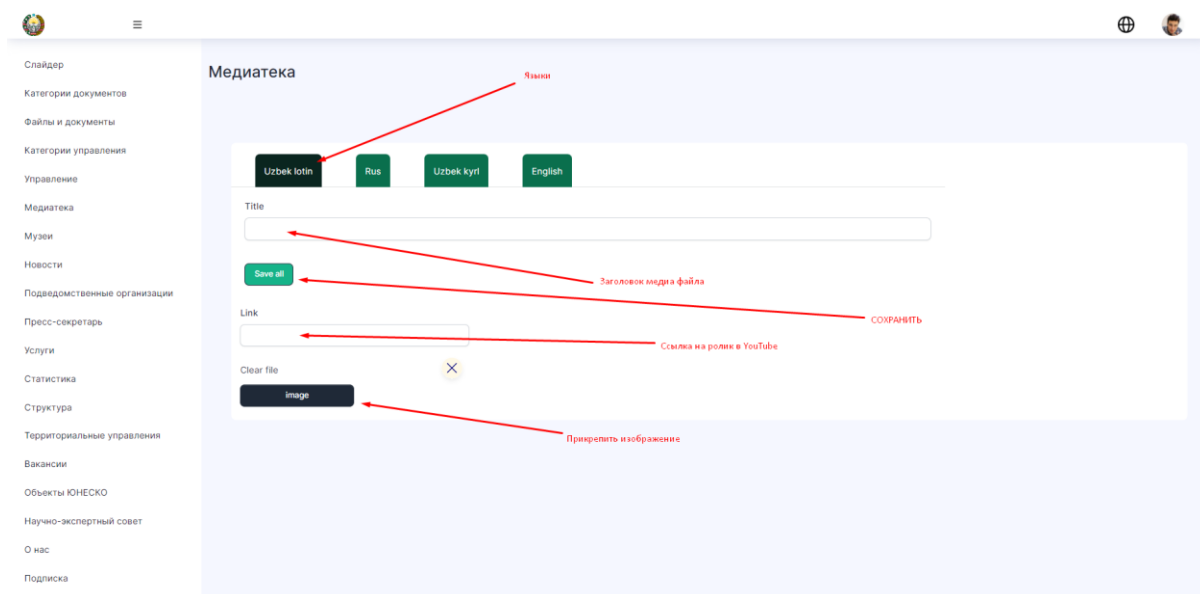 Слайдер
Категории документов
Файлы и документы
Категории управления
Управление
Медиатека
Музеи
Новости
Подведомственные организации
Пресс-секретарь
Услуги
Статистика
Структура
Территориальные управления
Вакансии
Объекты ЮНЕСКО
Научно-экспертный совет
О нас
Подписка
Медиатека
Языки
Uzbek lotin Rus Uzbek kyrl English
Title
Save all
Заголовок медиа файла
Link
СОХРАНИТЬ
Ссылка на ролик в YouTube
Clear file
image
Прикрепить изображение